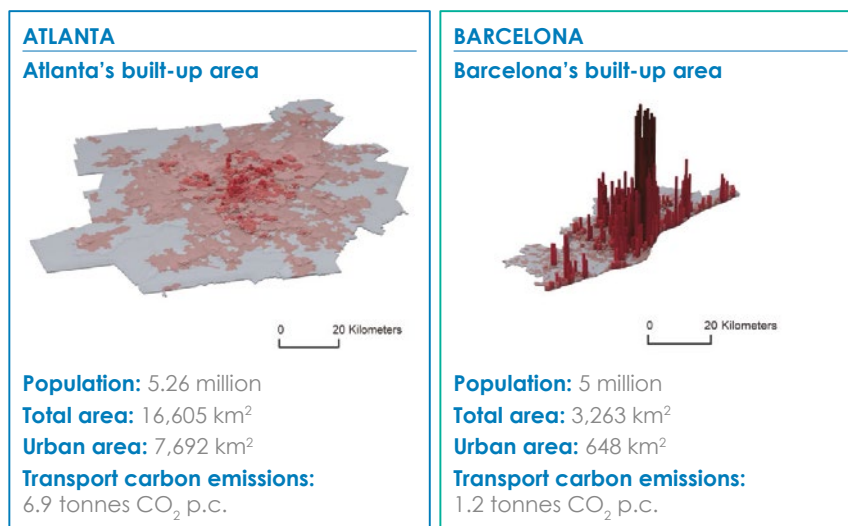 ATLANTA
Atlanta’s built-up area
0 20 Kilometers
Population: 5.26 million
Total area: 16,605 km²
Urban area: 7,692 km²
Transport carbon emissions:
6.9 tonnes CO₂ p.c.
BARCELONA
Barcelona’s built-up area
0 20 Kilometers
Population: 5 million
Total area: 3,263 km²
Urban area: 648 km²
Transport carbon emissions:
1.2 tonnes CO₂ p.c.